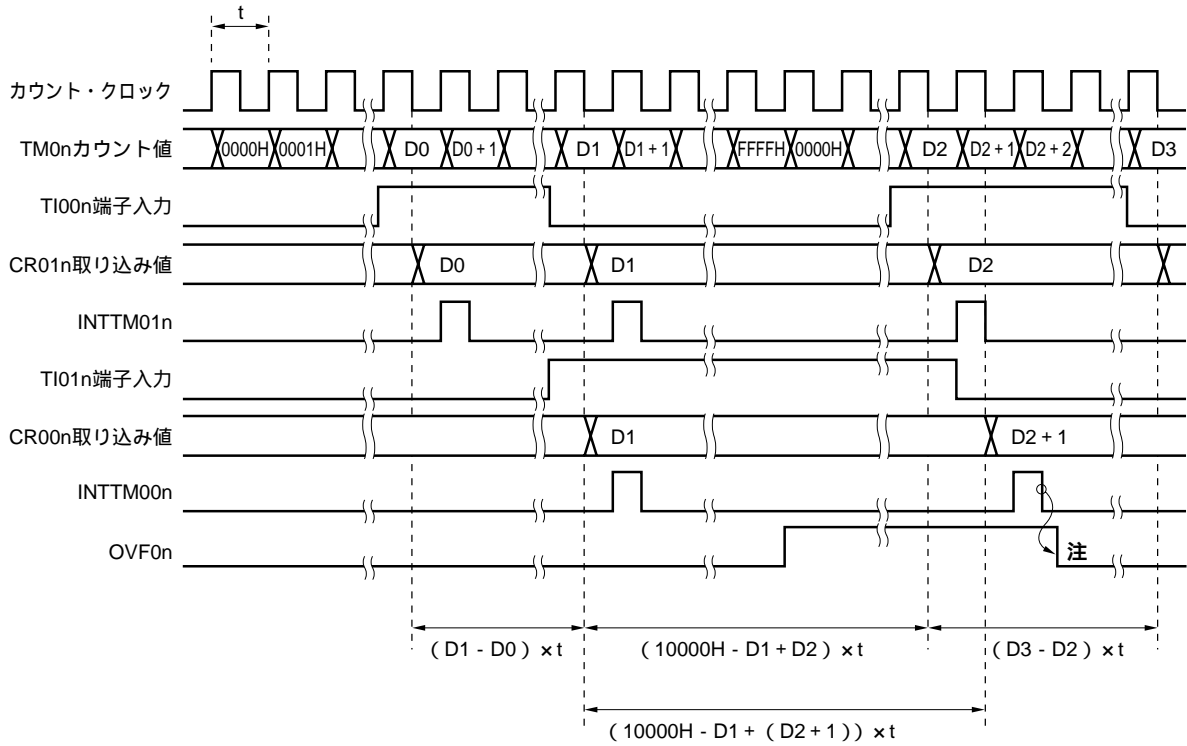 t
カウント・クロック
TM0nカウント値
0000H 0001H D0 D0 + 1 D1 D1 + 1 FFFFH 0000H D2 D2 + 1 D2 + 2 D3
TI00n端子入力
CR01n取り込み値
D0 D1 D2
INTTM01n
TI01n端子入力
CR00n取り込み値
D1 D2 + 1
INTTM00n
OVF0n
注
（D1 - D0）×t
（10000H - D1 + D2）×t
（D3 - D2）×t
（10000H - D1 +（D2 + 1））×t